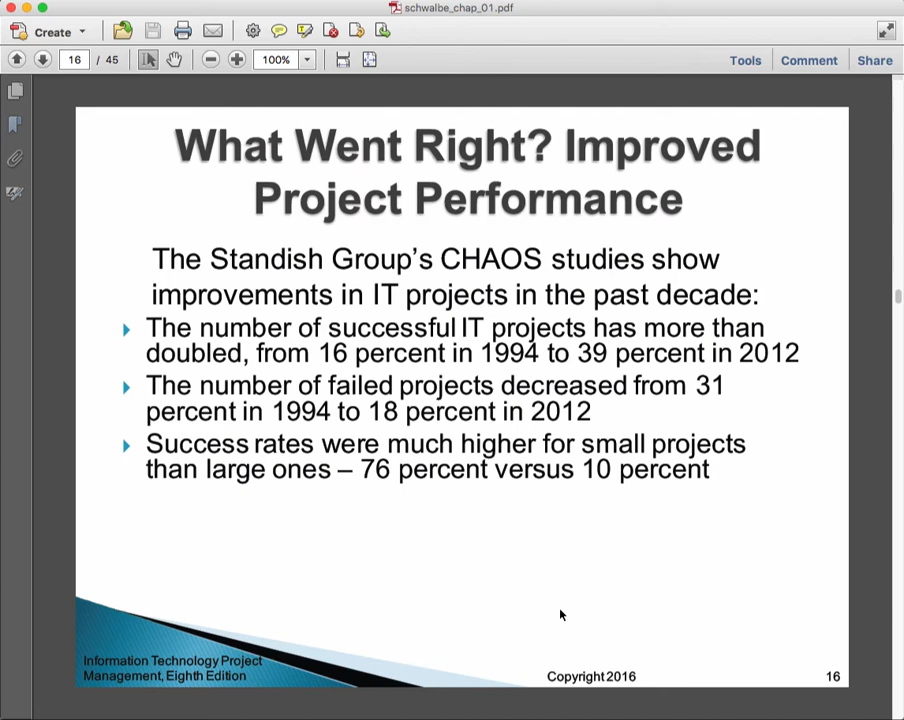 schwalbe_chap_01.pdf
Create
16 / 45
100%
Tools
Comment
Share
What Went Right? Improved
Project Performance
The Standish Group's CHAOS studies show
improvements in IT projects in the past decade:
The number of successful IT projects has more than
doubled, from 16 percent in 1994 to 39 percent in 2012
The number of failed projects decreased from 31
percent in 1994 to 18 percent in 2012
Success rates were much higher for small projects
than large ones – 76 percent versus 10 percent
Information Technology Project
Management, Eighth Edition
Copyright 2016
16